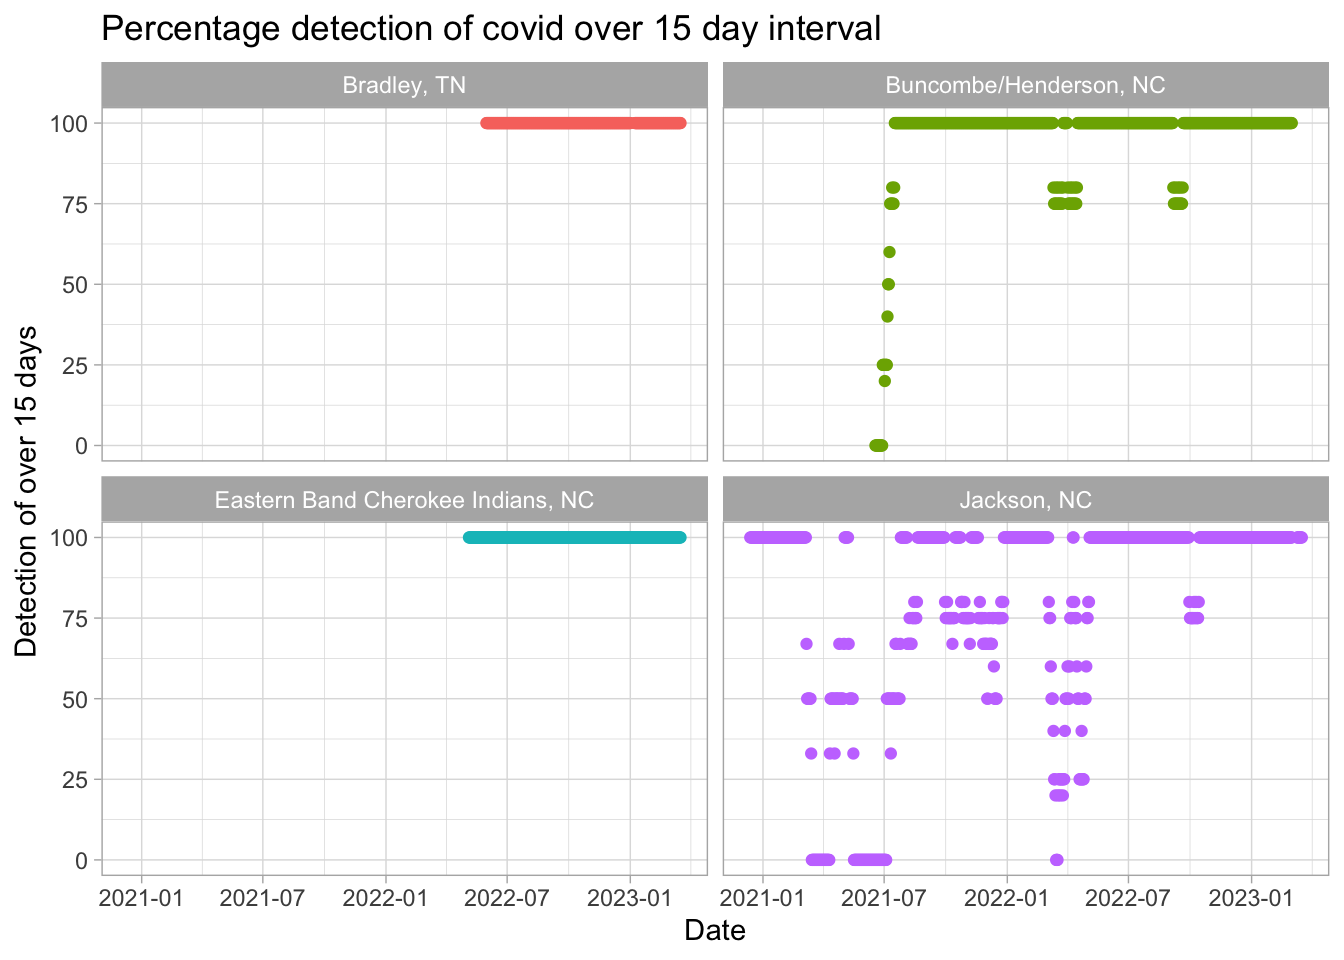 Percentage detection of covid over 15 day interval
Bradley, TN
Buncombe/Henderson, NC
100
75
50
25
0
Eastern Band Cherokee Indians, NC
Jackson, NC
100
75
50
25
0
Detection of over 15 days
2021-01 2021-07 2022-01 2022-07 2023-01 2021-01 2021-07 2022-01 2022-07 2023-01
Date